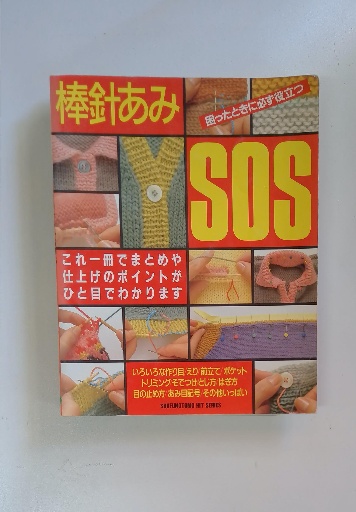 棒針あみ
困ったときに必ず役立つ
SOS
これ一冊でまとめや
仕上げのポイントが
ひと目でわかります
いろいろな作り目/えり/前立て/ポケット
トリミング/そでつけ/とじ方/はぎ方
目の止め方/あみ目記号/その他いっぱい